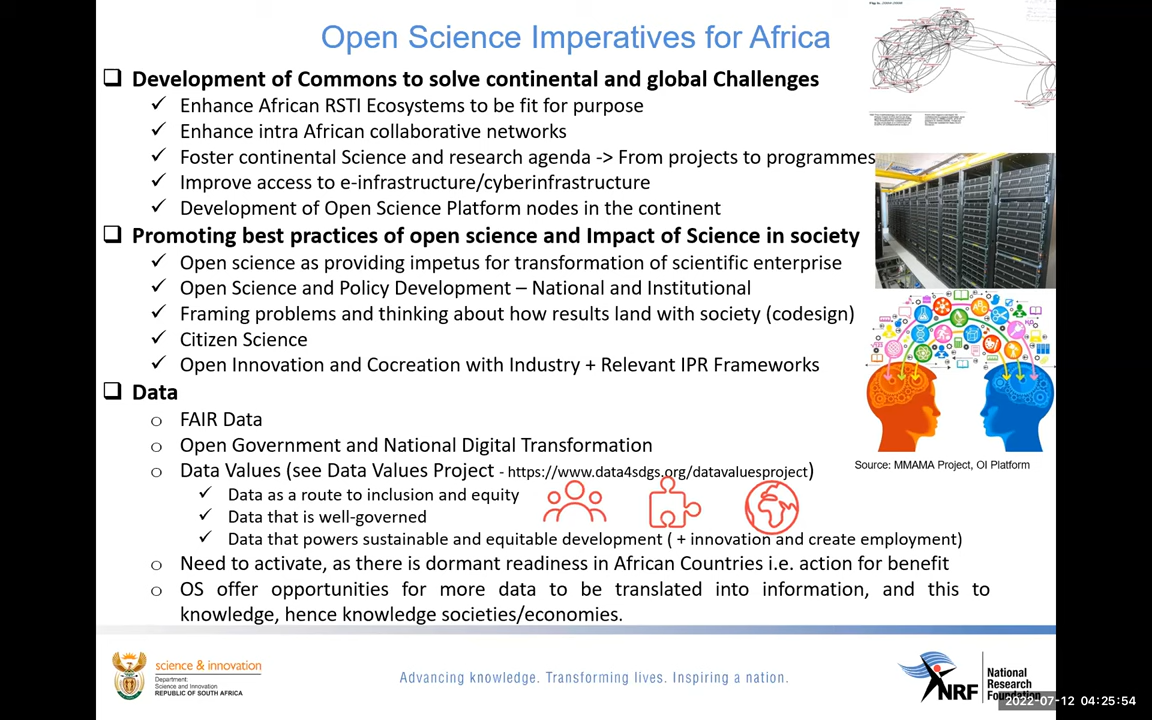 Open Science Imperatives for Africa
Development of Commons to solve continental and global Challenges
Enhance African RSTI Ecosystems to be fit for purpose
Enhance intra African collaborative networks
Foster continental Science and research agenda -> From projects to programmes
Improve access to e-infrastructure/cyberinfrastructure
Development of Open Science Platform nodes in the continent
Promoting best practices of open science and Impact of Science in society
Open science as providing impetus for transformation of scientific enterprise
Open Science and Policy Development – National and Institutional
Framing problems and thinking about how results land with society (codesign)
Citizen Science
Open Innovation and Cocreation with Industry + Relevant IPR Frameworks
Data
FAIR Data
Open Government and National Digital Transformation
Data Values (see Data Values Project - https://www.data4sdgs.org/datavaluesproject)
Data as a route to inclusion and equity
Data that is well-governed
Data that powers sustainable and equitable development ( + innovation and create employment)
Need to activate, as there is dormant readiness in African Countries i.e. action for benefit
OS offer opportunities for more data to be translated into information, and this to
knowledge, hence knowledge societies/economies.
Source: MMAMA Project, OI Platform
science & innovation
Department:
Science and Innovation
REPUBLIC OF SOUTH AFRICA
Advancing knowledge. Transforming lives. Inspiring a nation.
NRF
National
Research
2022-07-12 04:25:54